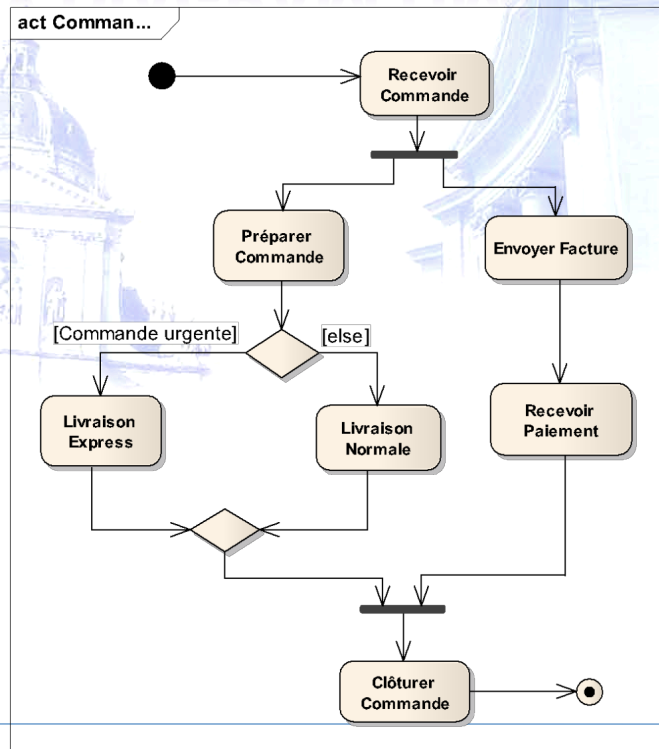 act Comman...
Recevoir
Commande
Préparer
Commande
Envoyer Facture
[Commande urgente]
[else]
Livraison
Express
Livraison
Normale
Recevoir
Paiement
Clôturer
Commande